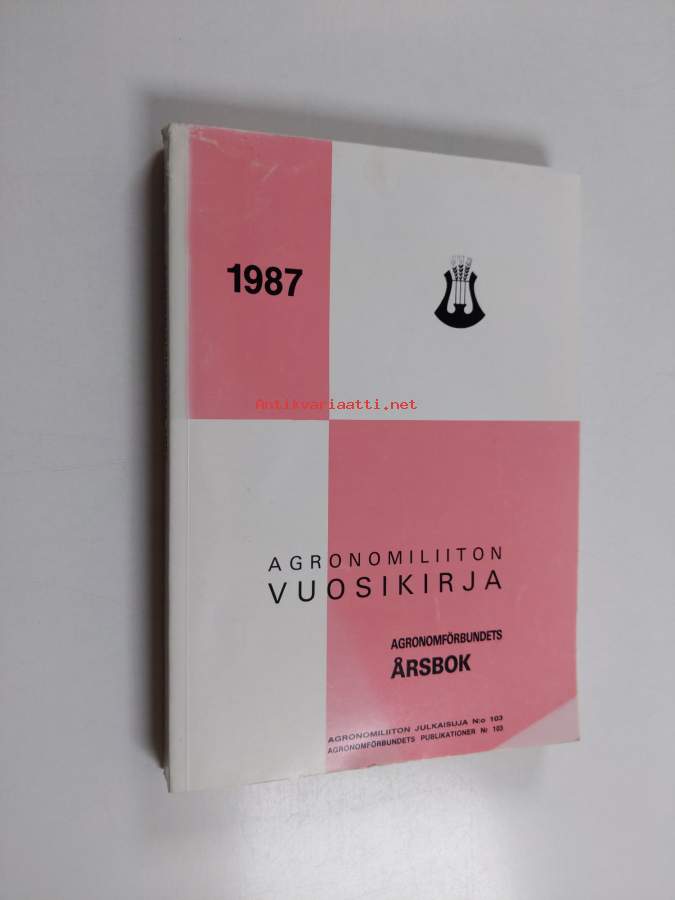 1987
Antikvariaatti.net
AGRONOMILIITON
VUOSIKIRJA
AGRONOMFÖRBUNDETS
ÅRSBOK
AGRONOMILIITON JULKAISUJA N:o 103
AGRONOMFÖRBUNDETS PUBLIKATIONER Nr 103